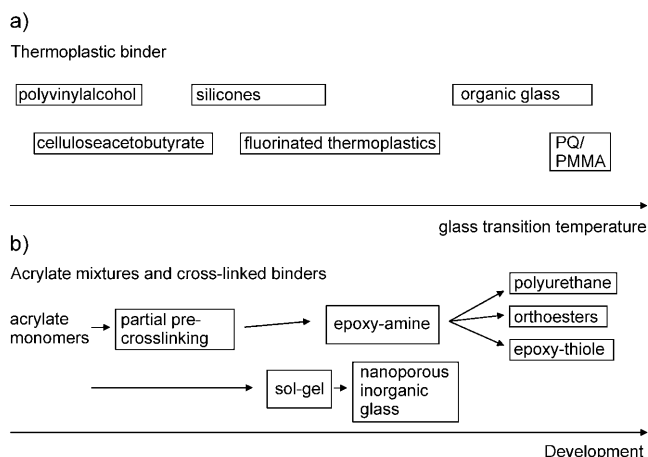 a)
Thermoplastic binder
polyvinylalcohol
silicones
organic glass
celluloseacetobutyrate
fluorinated thermoplastics
PQ/
PMMA
glass transition temperature
b)
Acrylate mixtures and cross-linked binders
acrylate
monomers
partial pre-
crosslinking
epoxy-amine
polyurethane
orthoesters
epoxy-thiole
sol-gel
nanoporous
inorganic
glass
Development